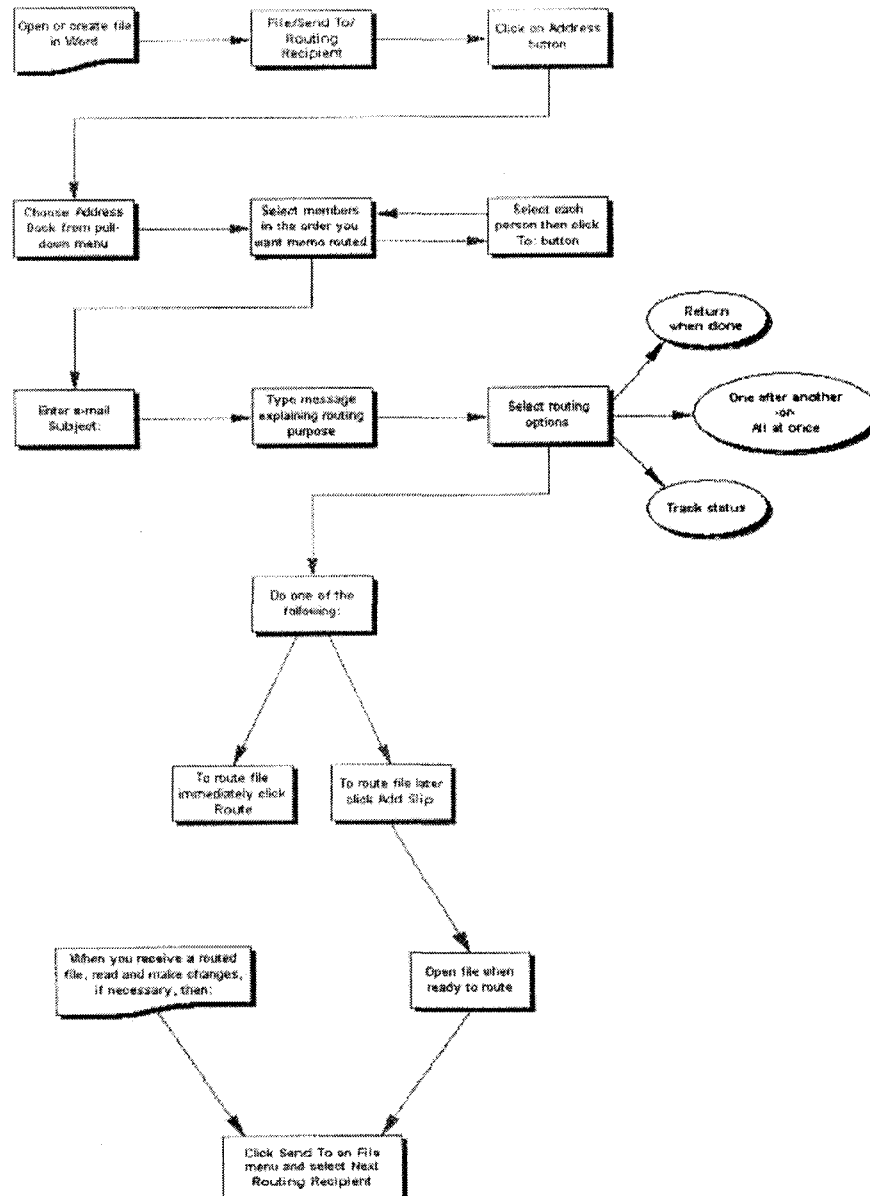 Open or create file
in Word
File/Send To/
Routing
Recipient
Click on Address
button
Choose Address
Book from pull-
down menu
Select members
in the order you
want memo routed
Select each
person then click
To: button
Return
when done
Enter e-mail
Subject:
Type message
explaining routing
purpose
Select routing
options
One after another
-or-
All at once
Track status
Do one of the
following:
To route file
immediately click
Route
To route file later
click Add Slip
When you receive a routed
file, read and make changes,
if necessary, then:
Open file when
ready to route
Click Send To on File
menu and select Next
Routing Recipient